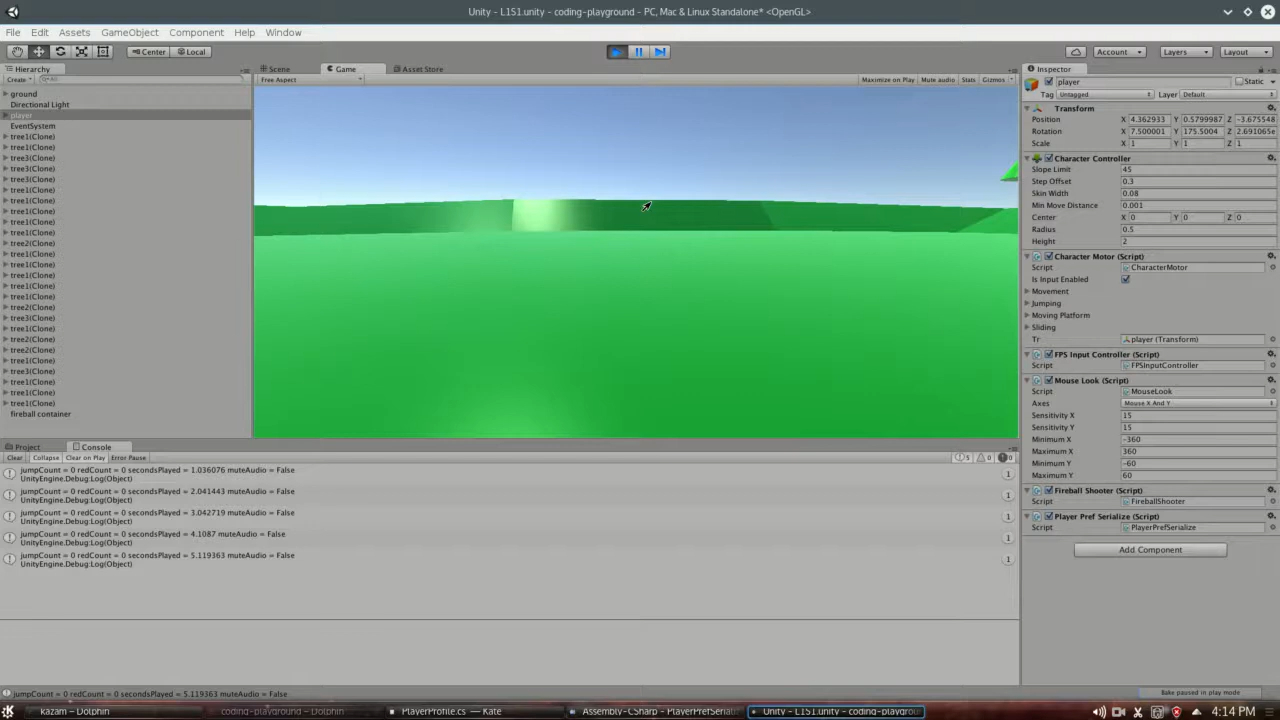 Unity - L1S1.unity - coding-playground - PC, Mac & Linux Standalone* <OpenGL>
File Edit Assets GameObject Component Help Window
Center Local Account Layers Layout
Hierarchy
Create All
ground
Directional Light
player
EventSystem
tree1(Clone)
tree1(Clone)
tree3(Clone)
tree3(Clone)
tree3(Clone)
tree1(Clone)
tree1(Clone)
tree1(Clone)
tree1(Clone)
tree1(Clone)
tree2(Clone)
tree1(Clone)
tree1(Clone)
tree1(Clone)
tree1(Clone)
tree1(Clone)
tree2(Clone)
tree3(Clone)
tree1(Clone)
tree2(Clone)
tree2(Clone)
tree1(Clone)
tree3(Clone)
tree1(Clone)
tree1(Clone)
tree1(Clone)
fireball container
Scene Game Asset Store
Free Aspect Maximize on Play Mute audio Stats Gizmos
Inspector
player Static
Tag Untagged Layer Default
Transform
Position X 4.362933 Y 0.5799987 Z -3.675548
Rotation X 7.500001 Y 175.5004 Z 2.691065e
Scale X 1 Y 1 Z 1
Character Controller
Slope Limit 45
Step Offset 0.3
Skin Width 0.08
Min Move Distance 0.001
Center X 0 Y 0 Z 0
Radius 0.5
Height 2
Character Motor (Script)
Script CharacterMotor
Is Input Enabled
Movement
Jumping
Moving Platform
Sliding
Tr player (Transform)
FPS Input Controller (Script)
Script FPSInputController
Mouse Look (Script)
Script MouseLook
Axes Mouse X And Y
Sensitivity X 15
Sensitivity Y 15
Minimum X -360
Maximum X 360
Minimum Y -60
Maximum Y 60
Fireball Shooter (Script)
Script FireballShooter
Player Pref Serialize (Script)
Script PlayerPrefSerialize
Add Component
Project Console
Clear Collapse Clear on Play Error Pause 5 0 0
jumpCount = 0 redCount = 0 secondsPlayed = 1.036076 muteAudio = False 1
UnityEngine.Debug:Log(Object)
jumpCount = 0 redCount = 0 secondsPlayed = 2.041443 muteAudio = False 1
UnityEngine.Debug:Log(Object)
jumpCount = 0 redCount = 0 secondsPlayed = 3.042719 muteAudio = False 1
UnityEngine.Debug:Log(Object)
jumpCount = 0 redCount = 0 secondsPlayed = 4.1087 muteAudio = False 1
UnityEngine.Debug:Log(Object)
jumpCount = 0 redCount = 0 secondsPlayed = 5.119363 muteAudio = False 1
UnityEngine.Debug:Log(Object)
jumpCount = 0 redCount = 0 secondsPlayed = 5.119363 muteAudio = False
Bake paused in play mode
kazam – Dolphin coding-playground – Dolphin PlayerProfile.cs — Kate Assembly-CSharp - PlayerPrefSeriali Unity - L1S1.unity - coding-playgroun 4:14 PM